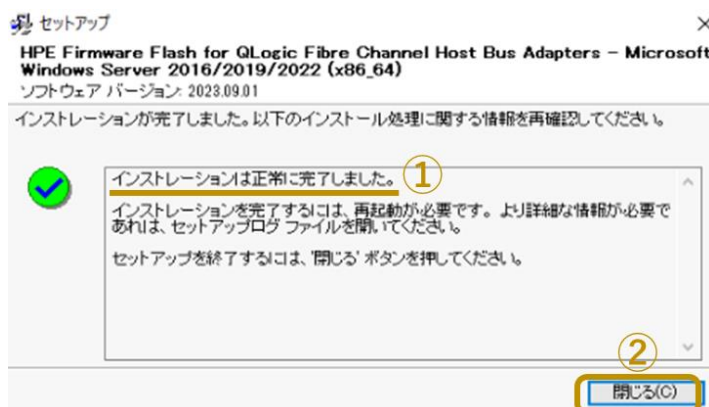 セットアップ
HPE Firmware Flash for QLogic Fibre Channel Host Bus Adapters - Microsoft
Windows Server 2016/2019/2022 (x86_64)
ソフトウェア バージョン: 2023.09.01
インストレーションが完了しました。以下のインストール処理に関する情報を再確認してください。
インストレーションは正常に完了しました。 ①
インストレーションを完了するには、再起動が必要です。より詳細な情報が必要で
あれば、セットアップログ ファイルを開いてください。
セットアップを終了するには、'閉じる' ボタンを押してください。
②
閉じる(C)